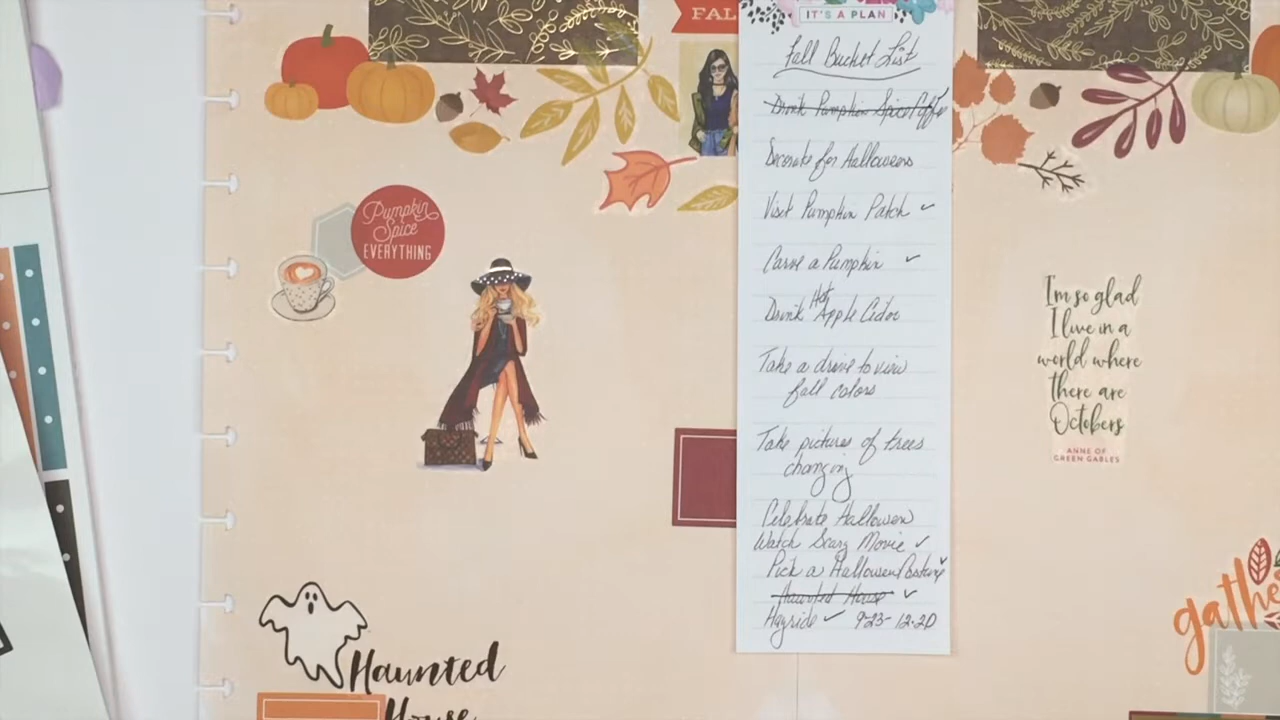 FAL
IT'S A PLAN
Fall Bucket List
Drink Pumpkin Spice Coffee
Decorate for Halloween
Visit Pumpkin Patch ✓
Carve a Pumpkin ✓
Drink Hot Apple Cider
Take a drive to view
fall colors
Take pictures of trees
changing
Celebrate Halloween
Watch Scary Movie ✓
Pick a Halloween Costume ✓
Haunted House ✓
Hayride ✓ 9-23- 12-20
Pumpkin
Spice
EVERYTHING
I'm so glad
I live in a
world where
there are
Octobers
ANNE OF
GREEN GABLES
Haunted
House
gathe